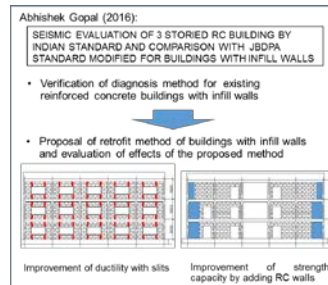 Abhishek Gopal (2016):
SEISMIC EVALUATION OF 3 STORIED RC BUILDING BY
INDIAN STANDARD AND COMPARISON WITH JBDPA
STANDARD MODIFIED FOR BUILDINGS WITH INFILL WALLS
• Verification of diagnosis method for existing
reinforced concrete buildings with infill walls
• Proposal of retrofit method of buildings with infill walls
and evaluation of effects of the proposed method
Improvement of ductility with slits
Improvement of strength
capacity by adding RC walls